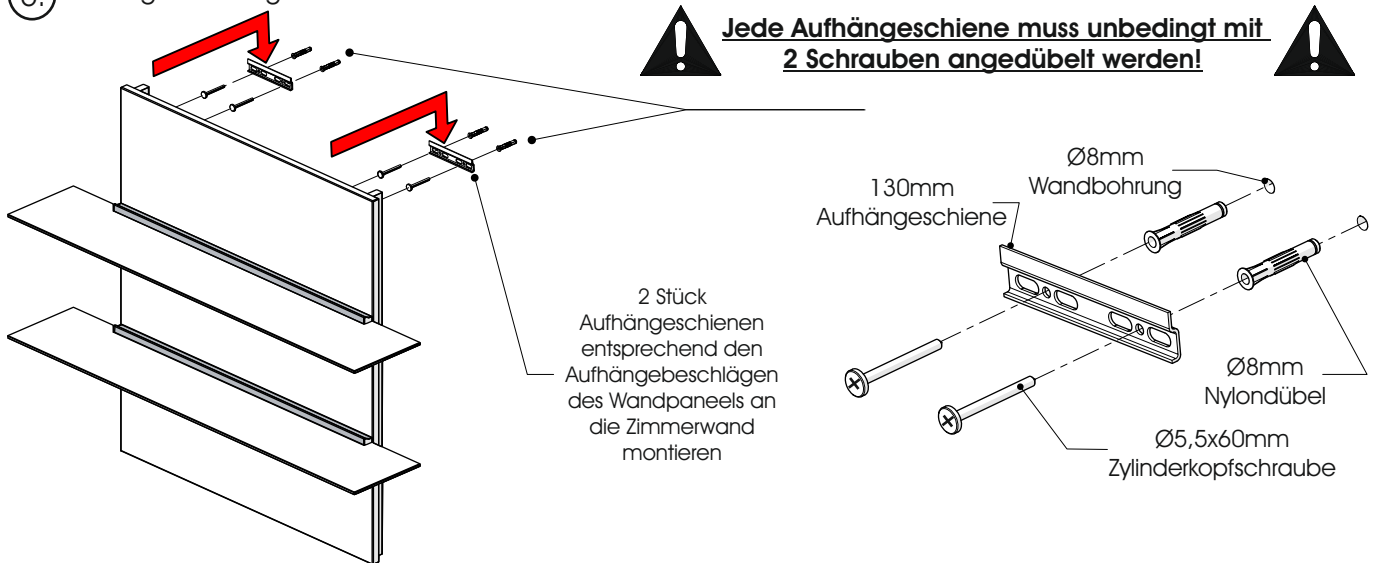 Jede Aufhängeschiene muss unbedingt mit
2 Schrauben angedübelt werden!
Ø8mm
Wandbohrung
130mm
Aufhängeschiene
2 Stück
Aufhängeschienen
entsprechend den
Aufhängebeschlägen
des Wandpaneels an
die Zimmerwand
montieren
Ø8mm
Nylondübel
Ø5,5x60mm
Zylinderkopfschraube